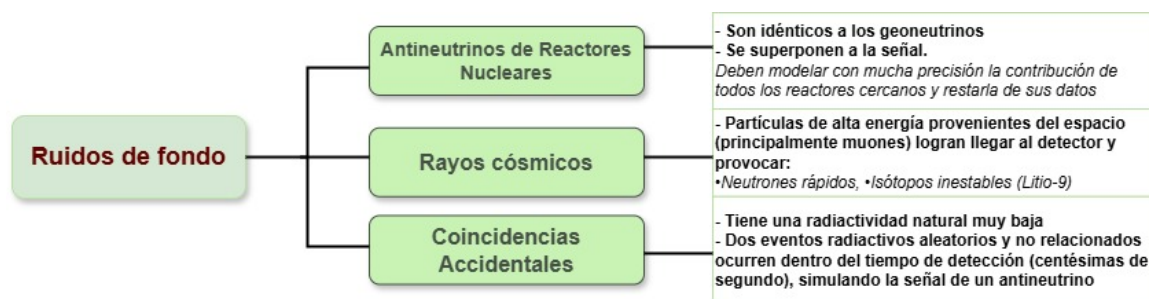 Ruidos de fondo
Antineutrinos de Reactores
Nucleares
- Son idénticos a los geoneutrinos
- Se superponen a la señal.
Deben modelar con mucha precisión la contribución de
todos los reactores cercanos y restarla de sus datos
Rayos cósmicos
- Partículas de alta energía provenientes del espacio
(principalmente muones) logran llegar al detector y
provocar:
•Neutrones rápidos, •Isótopos inestables (Litio-9)
Coincidencias
Accidentales
- Tiene una radiactividad natural muy baja
- Dos eventos radiactivos aleatorios y no relacionados
ocurren dentro del tiempo de detección (centésimas de
segundo), simulando la señal de un antineutrino